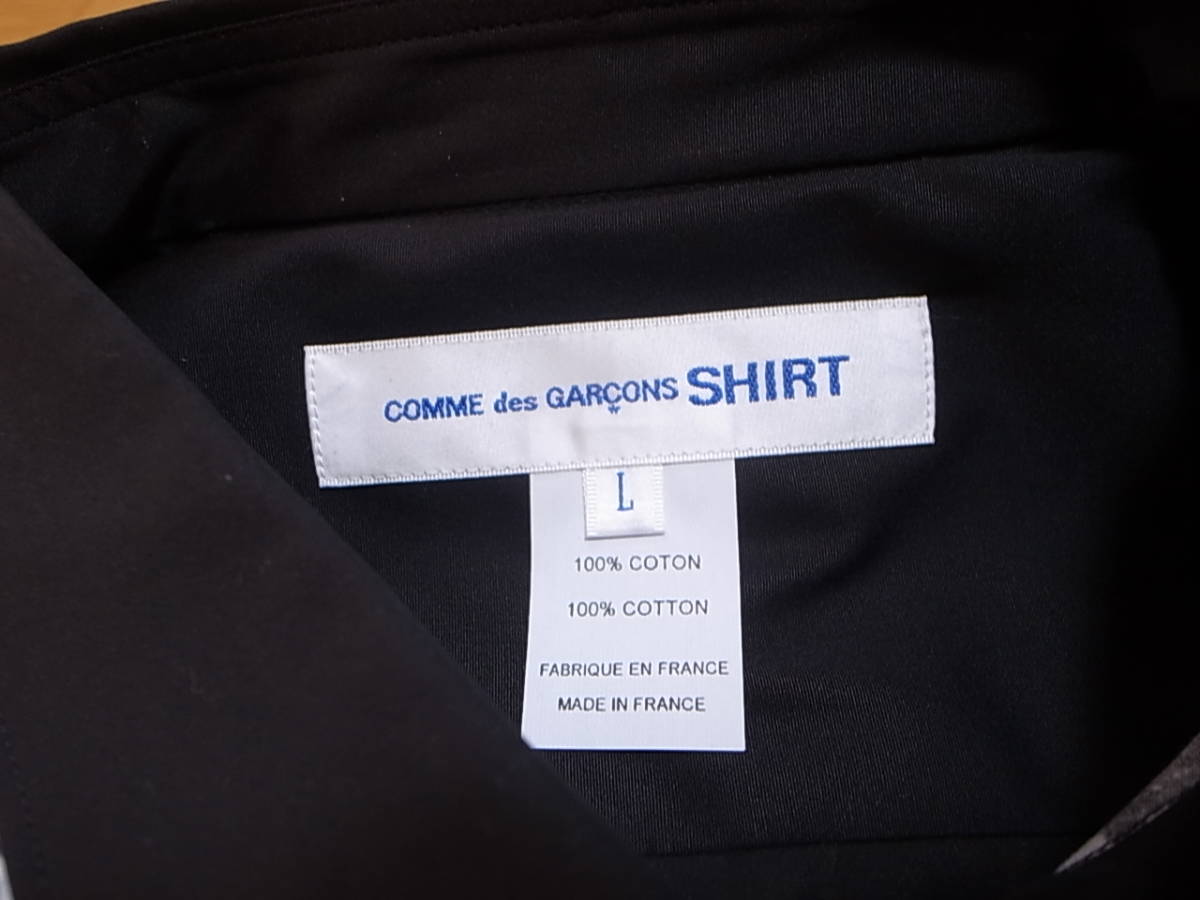 COMME des GARÇONS SHIRT
L
100% COTON
100% COTTON
FABRIQUE EN FRANCE
MADE IN FRANCE